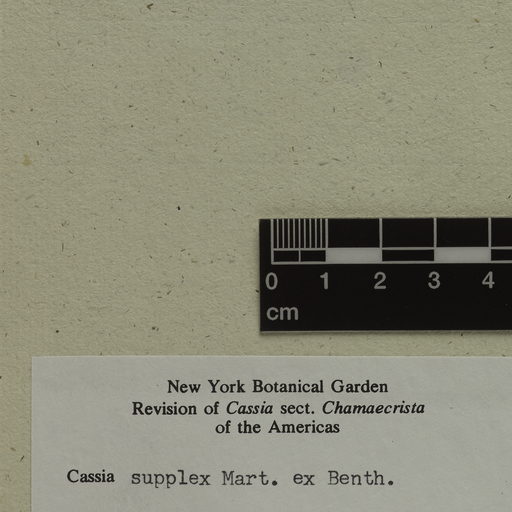 0 1 2 3 4
cm
New York Botanical Garden
Revision of Cassia sect. Chamaecrista
of the Americas
Cassia supplex Mart. ex Benth.